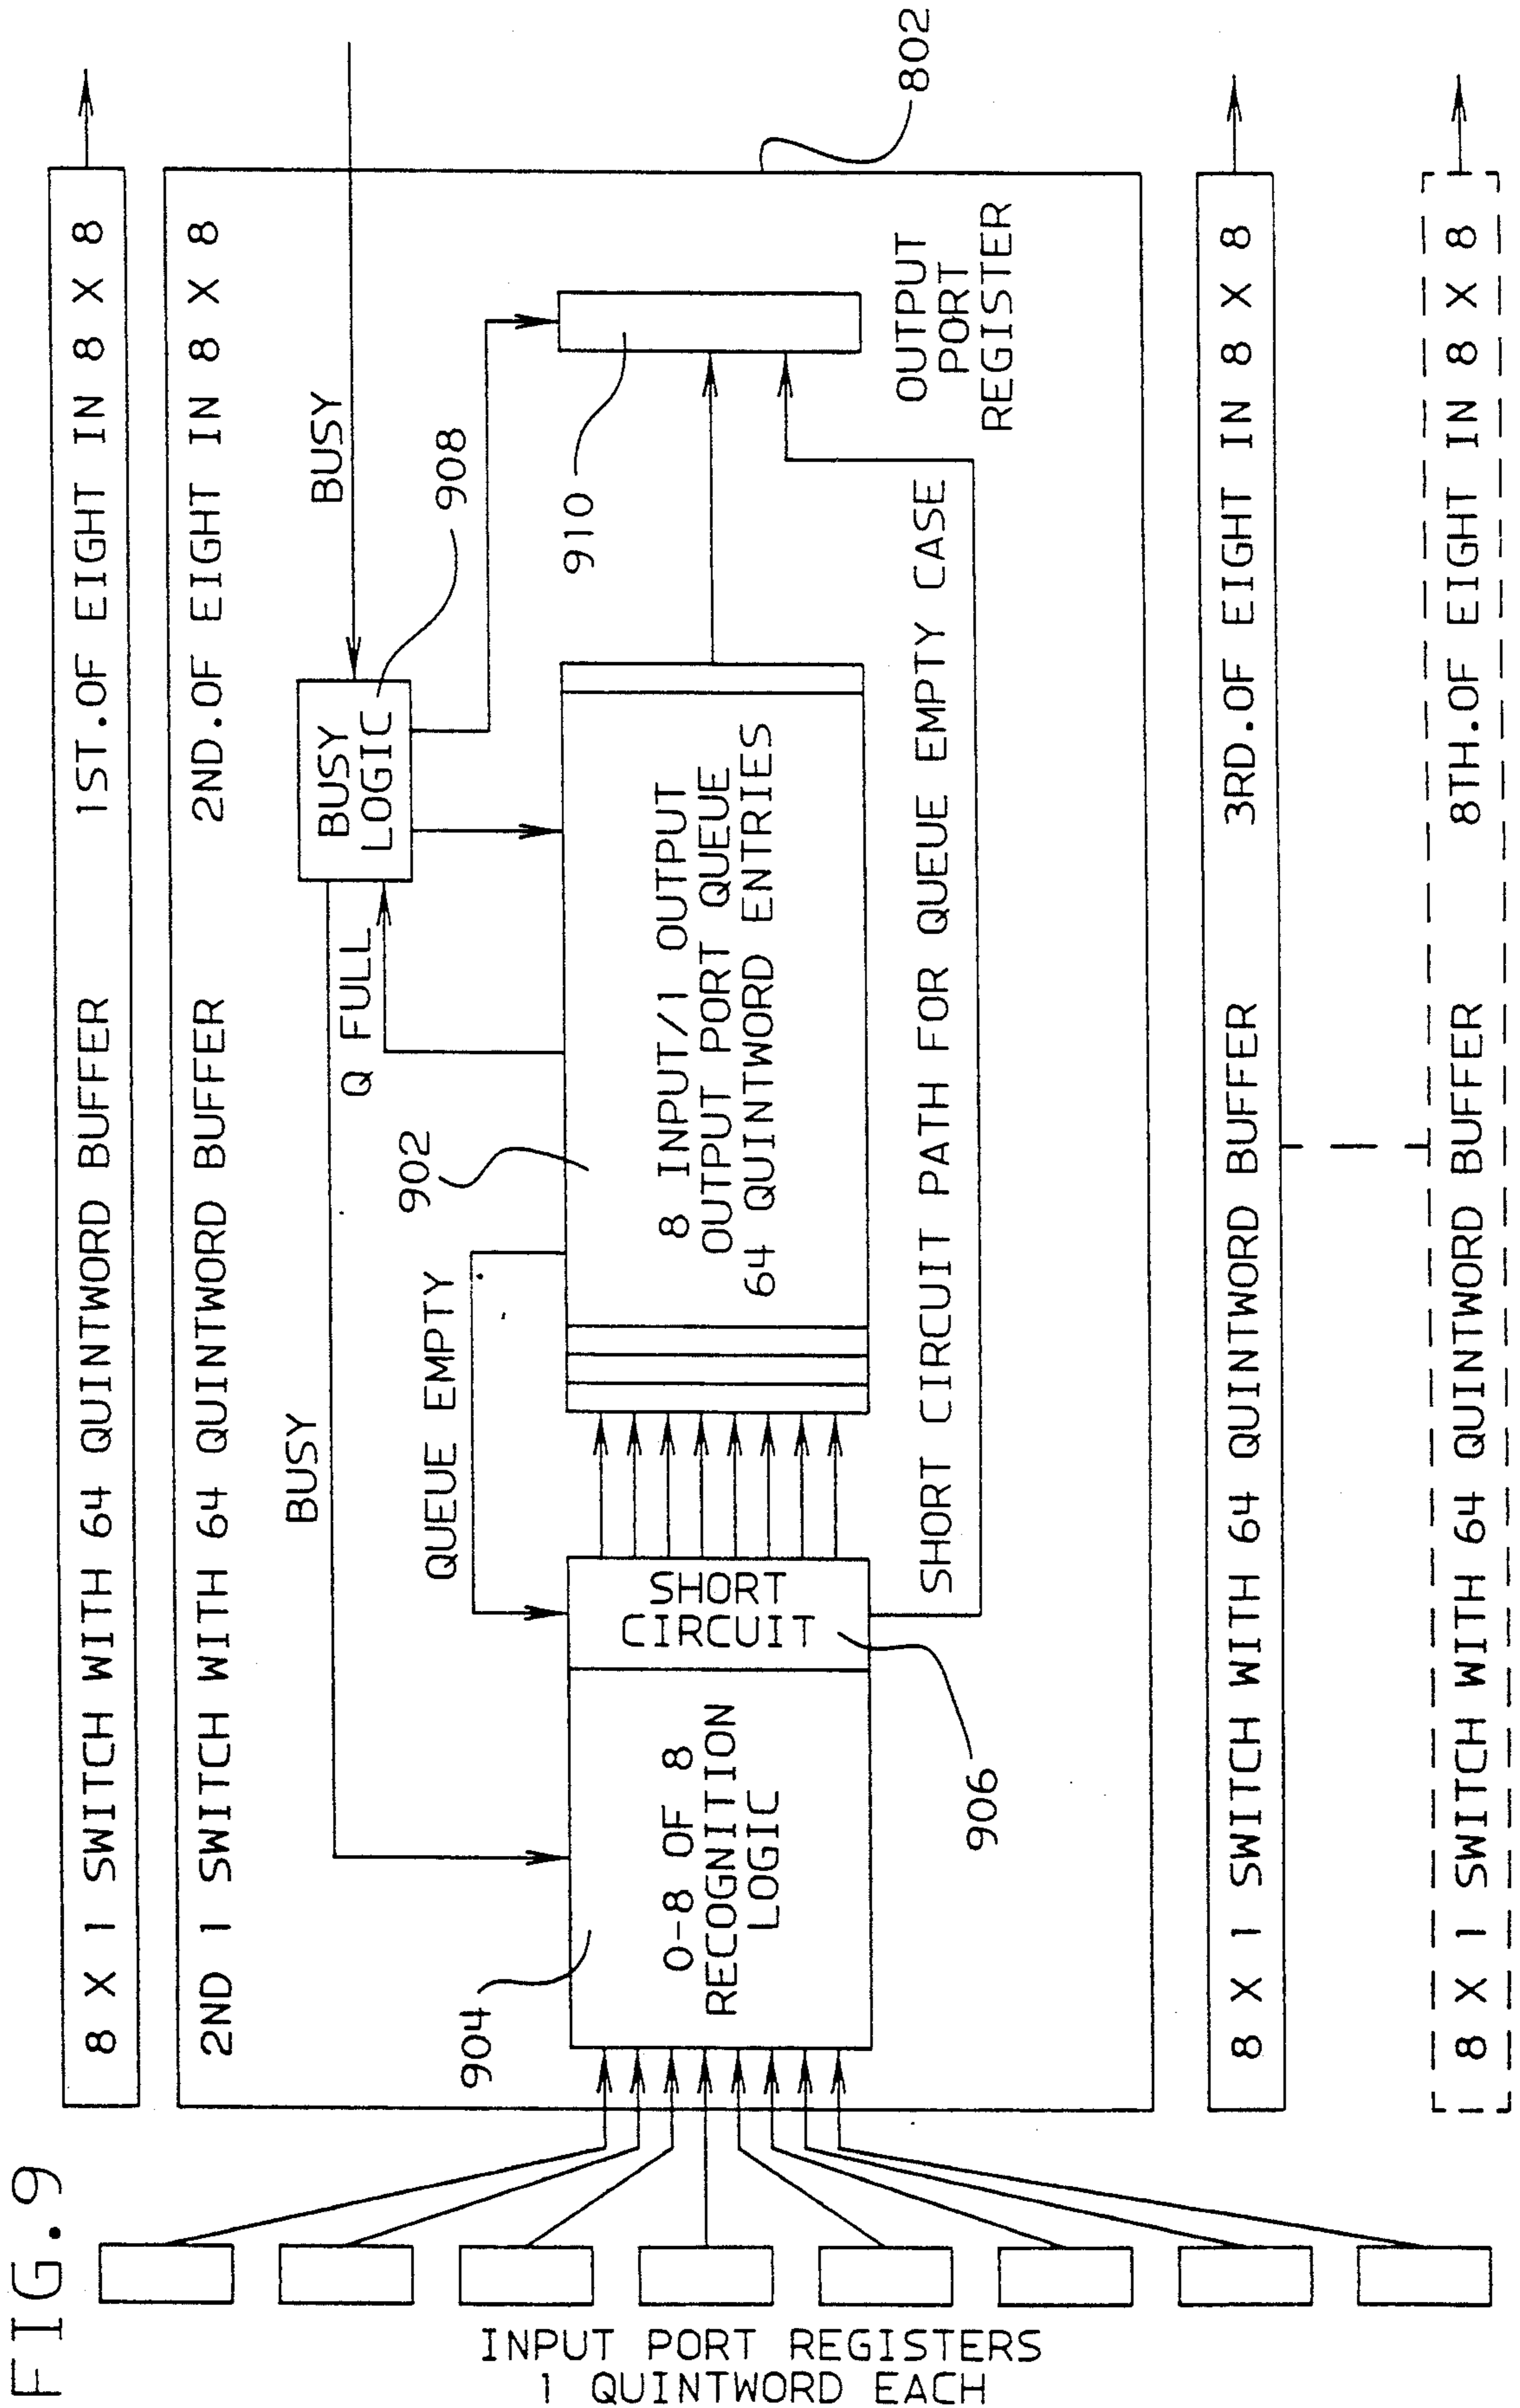 FIG.9
8 X 1 SWITCH WITH 64 QUINTWORD BUFFER 1ST.OF EIGHT IN 8 X 8
2ND 1 SWITCH WITH 64 QUINTWORD BUFFER 2ND.OF EIGHT IN 8 X 8
BUSY
BUSY
BUSY
LOGIC
908
Q FULL
902
QUEUE EMPTY
904
910
0-8 OF 8
RECOGNITION
LOGIC
SHORT
CIRCUIT
906
8 INPUT/1 OUTPUT
OUTPUT PORT QUEUE
64 QUINTWORD ENTRIES
OUTPUT
PORT
REGISTER
802
SHORT CIRCUIT PATH FOR QUEUE EMPTY CASE
INPUT PORT REGISTERS
1 QUINTWORD EACH
8 X 1 SWITCH WITH 64 QUINTWORD BUFFER 3RD.OF EIGHT IN 8 X 8
8 X 1 SWITCH WITH 64 QUINTWORD BUFFER 8TH.OF EIGHT IN 8 X 8